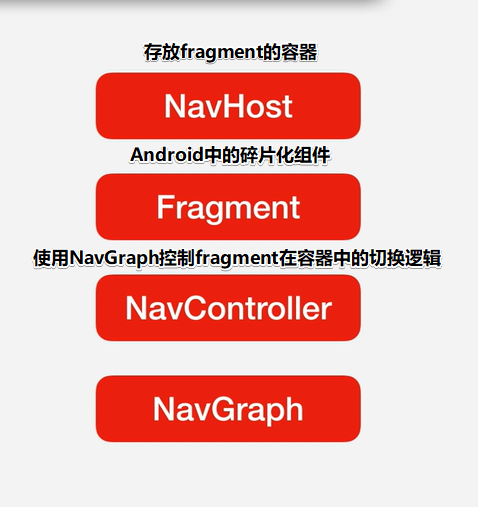 存放fragment的容器
NavHost
Android中的碎片化组件
Fragment
使用NavGraph控制fragment在容器中的切换逻辑
NavController
NavGraph